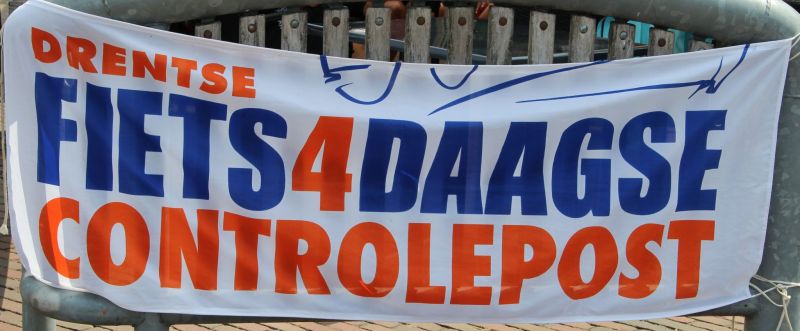 DRENTSE
FIETS4DAAGSE
CONTROLEPOST